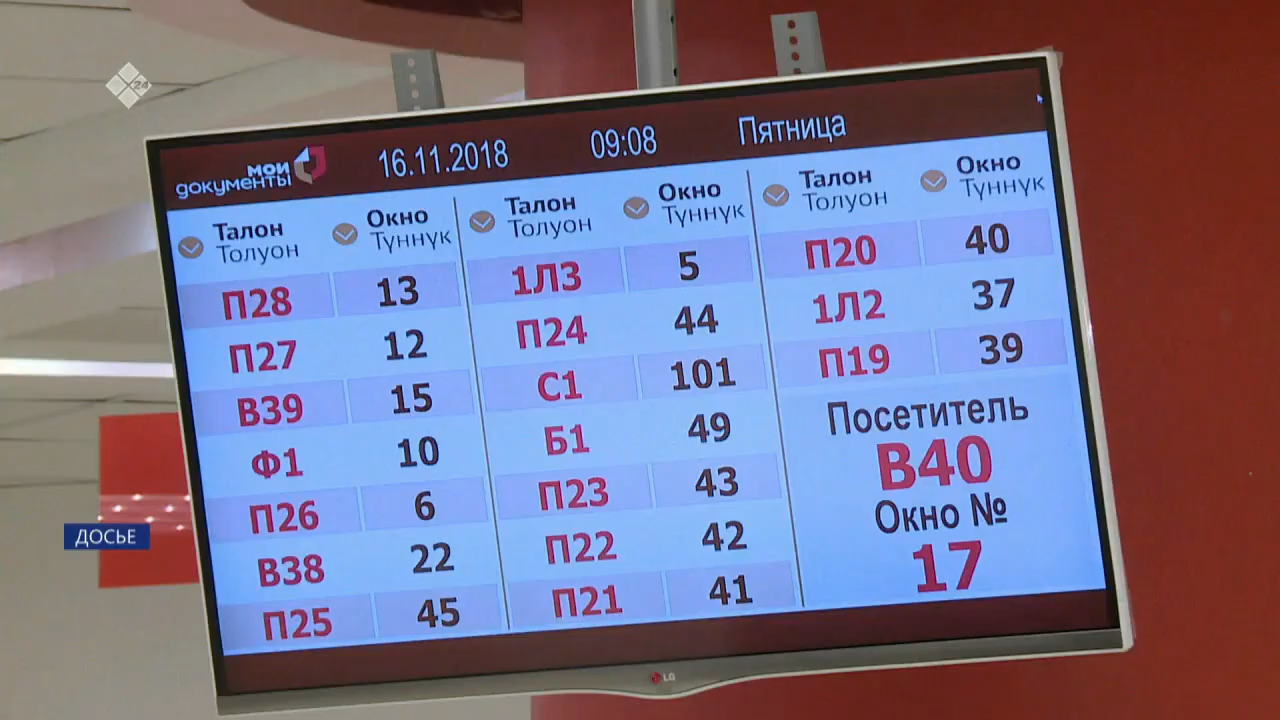 24
мои
документы
16.11.2018 09:08 Пятница
Талон Окно Талон Окно Талон Окно
Толуон Түннүк Толуон Түннүк Толуон Түннүк
П28 13 1Л3 5 П20 40
П27 12 П24 44 1Л2 37
В39 15 С1 101 П19 39
Ф1 10 Б1 49
П26 6 П23 43
В38 22 П22 42
П25 45 П21 41
Посетитель
В40
Окно №
17
ДОСЬЕ
LG